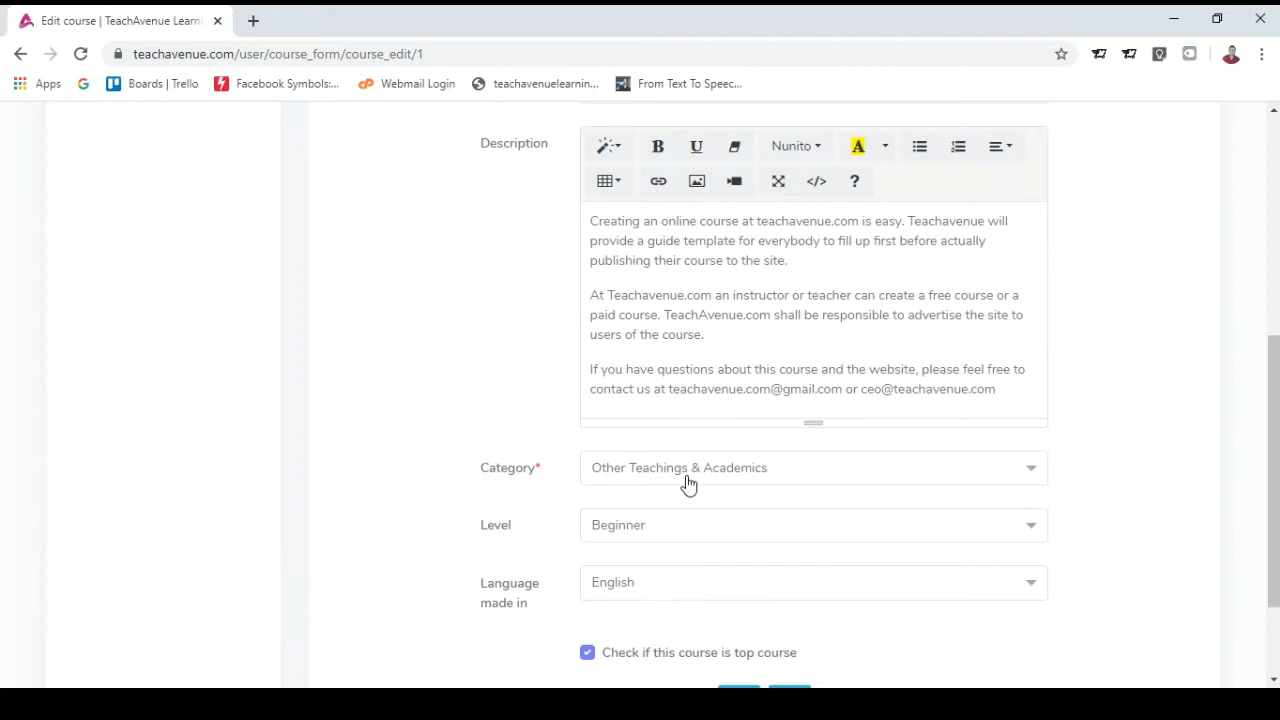 Edit course | TeachAvenue Learni
teachavenue.com/user/course_form/course_edit/1
Apps Boards | Trello Facebook Symbols:... Webmail Login teachavenuelearnin... From Text To Speec...
Description
B U Nunito A
</> ?
Creating an online course at teachavenue.com is easy. Teachavenue will
provide a guide template for everybody to fill up first before actually
publishing their course to the site.
At Teachavenue.com an instructor or teacher can create a free course or a
paid course. TeachAvenue.com shall be responsible to advertise the site to
users of the course.
If you have questions about this course and the website, please feel free to
contact us at teachavenue.com@gmail.com or ceo@teachavenue.com
Category* Other Teachings & Academics
Level Beginner
Language English
made in
Check if this course is top course